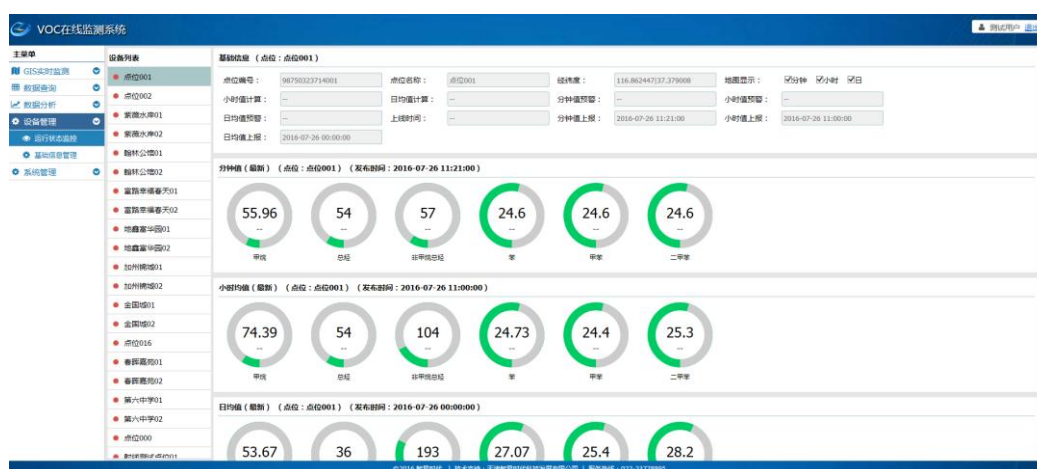 VOC在线监测系统
测试用户 退出
主菜单
GIS实时监测
数据查询
数据分析
设备管理
运行状态监控
基础信息管理
系统管理
设备列表
点位001
点位002
紫薇水岸01
紫薇水岸02
翰林公馆01
翰林公馆02
富路幸福春天01
富路幸福春天02
地鑫富华园01
地鑫富华园02
加州锦城01
加州锦城02
金国城01
金国城02
点位016
春晖嘉苑01
春晖嘉苑02
第六中学01
第六中学02
点位000
基础信息 (点位:点位001)
点位编号: 98750323714001 点位名称: 点位001 经纬度: 116.862447|37.379008 地图显示: 分钟 小时 日
小时值计算: -- 日均值计算: -- 分钟值预警: -- 小时值预警: --
日均值预警: -- 上线时间: -- 分钟值上报: 2016-07-26 11:21:00 小时值上报: 2016-07-26 11:00:00
日均值上报: 2016-07-26 00:00:00
分钟值(最新) (点位:点位001) (发布时间:2016-07-26 11:21:00)
55.96 54 57 24.6 24.6 24.6
-- -- -- -- -- --
甲烷 总烃 非甲烷总烃 苯 甲苯 二甲苯
小时均值(最新) (点位:点位001) (发布时间:2016-07-26 11:00:00)
74.39 54 104 24.73 24.4 25.3
-- -- -- -- -- --
甲烷 总烃 非甲烷总烃 苯 甲苯 二甲苯
日均值(最新) (点位:点位001) (发布时间:2016-07-26 00:00:00)
53.67 36 193 27.07 25.4 28.2